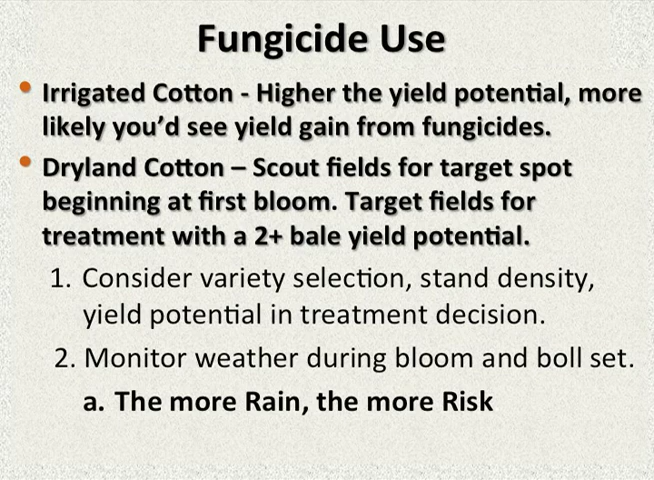 Fungicide Use
• Irrigated Cotton - Higher the yield potential, more
likely you’d see yield gain from fungicides.
• Dryland Cotton – Scout fields for target spot
beginning at first bloom. Target fields for
treatment with a 2+ bale yield potential.
1. Consider variety selection, stand density,
yield potential in treatment decision.
2. Monitor weather during bloom and boll set.
a. The more Rain, the more Risk